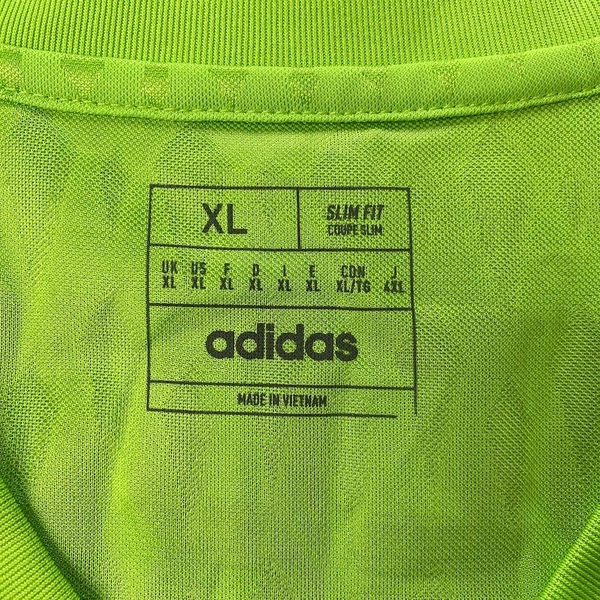 XL
SLIM FIT
COUPE SLIM
UK US F D I E CDN J
XL XL XL XL XL XL XL/TG 4XL
adidas
MADE IN VIETNAM